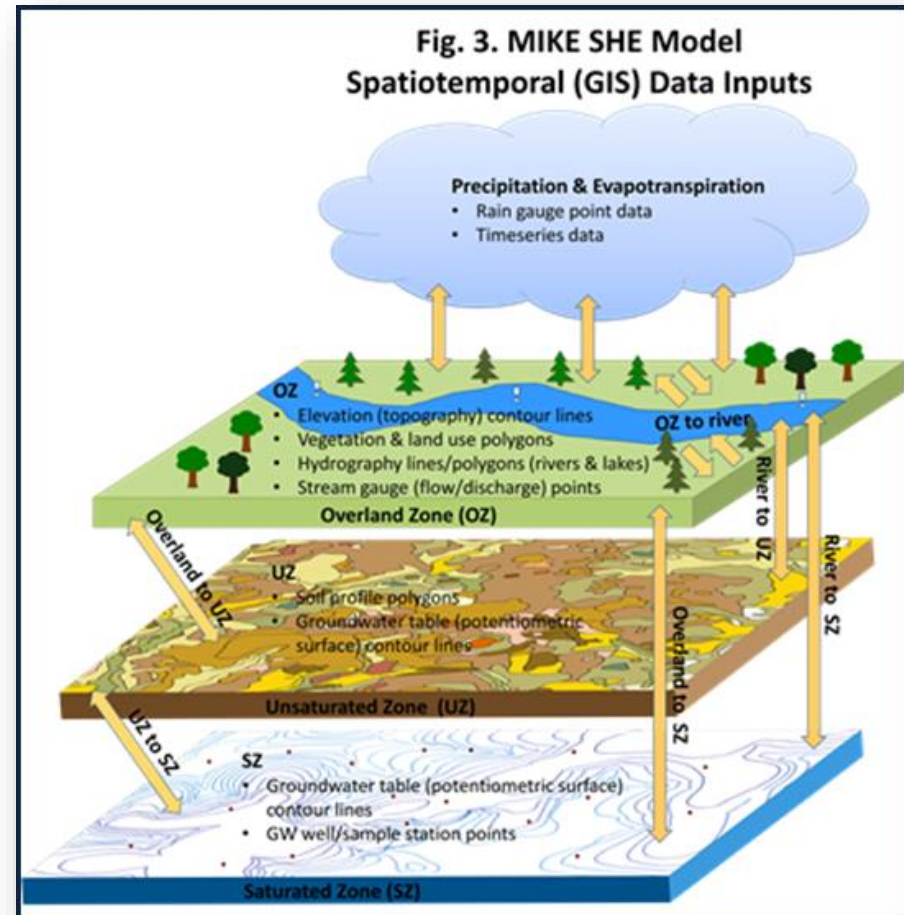 Fig. 3. MIKE SHE Model
Spatiotemporal (GIS) Data Inputs
Precipitation & Evapotranspiration
• Rain gauge point data
• Timeseries data
OZ
• Elevation (topography) contour lines
• Vegetation & land use polygons
• Hydrography lines/polygons (rivers & lakes)
• Stream gauge (flow/discharge) points
OZ to river
Overland Zone (OZ)
River to UZ
River to SZ
Overland to UZ
UZ
• Soil profile polygons
• Groundwater table (potentiometric
surface) contour lines
Overland to SZ
Unsaturated Zone (UZ)
UZ to SZ
SZ
• Groundwater table (potentiometric surface)
contour lines
• GW well/sample station points
Saturated Zone (SZ)